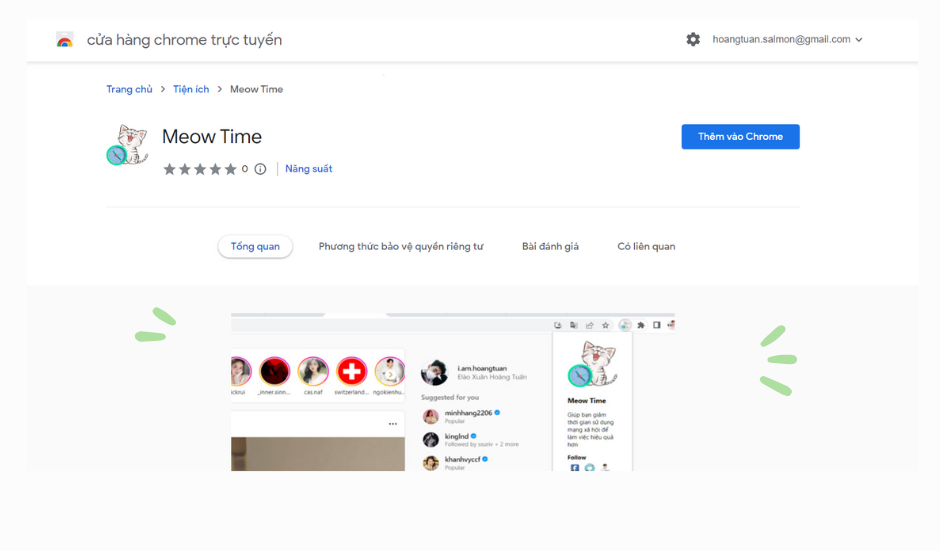 cửa hàng chrome trực tuyến
hoangtuan.salmon@gmail.com
Trang chủ > Tiện ích > Meow Time
Meow Time
Thêm vào Chrome
0
Năng suất
Tổng quan
Phương thức bảo vệ quyền riêng tư
Bài đánh giá
Có liên quan
_inner.sinn...
cas.naf
switzerland...
ngokienhu...
i.am.hoangtuan
Đào Xuân Hoàng Tuấn
Suggested for you
minhhang2206
Popular
kinglnd
Followed by ssuriv + 2 more
khanhvyccf
Popular
Meow Time
Giúp bạn giảm
thời gian sử dụng
mạng xã hội để
làm việc hiệu quả
hơn
Follow